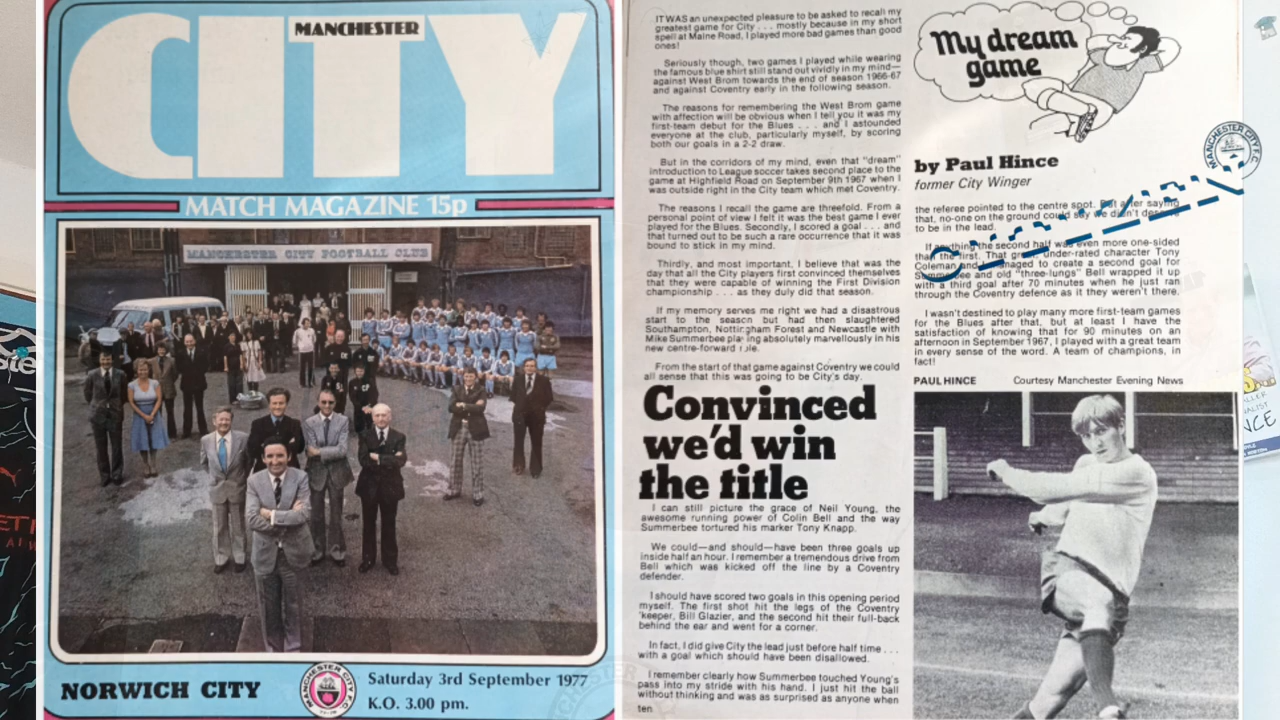 MANCHESTER
CITY
MATCH MAGAZINE 15p
MANCHESTER CITY FOOTBALL CLUB
NORWICH CITY
MANCHESTER CITY F.C.
Saturday 3rd September 1977
K.O. 3.00 pm.
IT WAS an unexpected pleasure to be asked to recall my
greatest game for City . . . mostly because in my short
spell at Maine Road, I played more bad games than good
ones!
Seriously though, two games I played while wearing
the famous blue shirt still stand out vividly in my mind—
against West Brom towards the end of season 1966-67
and against Coventry early in the following season.
The reasons for remembering the West Brom game
with affection will be obvious when I tell you it was my
first-team debut for the Blues . . . and I astounded
everyone at the club, particularly myself, by scoring
both our goals in a 2-2 draw.
But in the corridors of my mind, even that "dream"
introduction to League soccer takes second place to the
game at Highfield Road on September 9th 1967 when I
was outside right in the City team which met Coventry.
The reasons I recall the game are threefold. From a
personal point of view I felt it was the best game I ever
played for the Blues. Secondly, I scored a goal . . . and
that turned out to be such a rare occurrence that it was
bound to stick in my mind.
Thirdly, and most important, I believe that was the
day that all the City players first convinced themselves
that they were capable of winning the First Division
championship . . . as they duly did that season.
If my memory serves me right we had a disastrous
start to the season but had then slaughtered
Southampton, Nottingham Forest and Newcastle with
Mike Summerbee playing absolutely marvellously in his
new centre-forward role.
From the start of that game against Coventry we could
all sense that this was going to be City's day.
Convinced
we'd win
the title
I can still picture the grace of Neil Young, the
awesome running power of Colin Bell and the way
Summerbee tortured his marker Tony Knapp.
We could—and should—have been three goals up
inside half an hour. I remember a tremendous drive from
Bell which was kicked off the line by a Coventry
defender.
I should have scored two goals in this opening period
myself. The first shot hit the legs of the Coventry
'keeper, Bill Glazier, and the second hit their full-back
behind the ear and went for a corner.
In fact, I did give City the lead just before half time . . .
with a goal which should have been disallowed.
I remember clearly how Summerbee touched Young's
pass into my stride with his hand. I just hit the ball
without thinking and was as surprised as anyone when
ten
My dream
game
by Paul Hince
former City Winger
MANCHESTER CITY F.C.
the referee pointed to the centre spot. But after saying
that, no-one on the ground could say we didn't deserve
to be in the lead.
If anything the second half was even more one-sided
than the first. That great under-rated character Tony
Coleman and managed to create a second goal for
Summerbee and old "three-lungs" Bell wrapped it up
with a third goal after 70 minutes when he just ran
through the Coventry defence as it they weren't there.
I wasn't destined to play many more first-team games
for the Blues after that, but at least I have the
satisfaction of knowing that for 90 minutes on an
afternoon in September 1967, I played with a great team
in every sense of the word. A team of champions, in
fact!
PAUL HINCE Courtesy Manchester Evening News